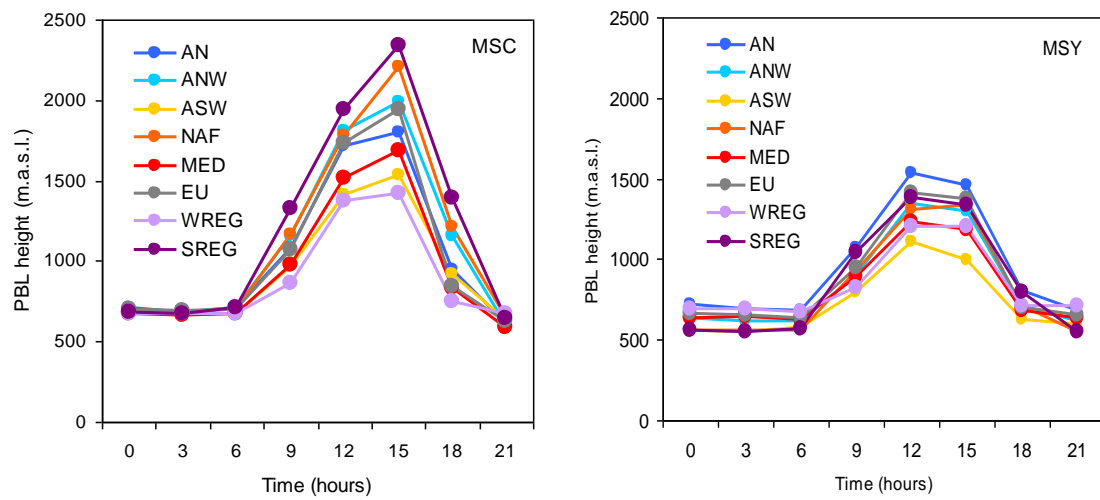 2500
2000
1500
1000
500
0
PBL height (m.a.s.l.)
MSC
AN
ANW
ASW
NAF
MED
EU
WREG
SREG
0 3 6 9 12 15 18 21
Time (hours)
2500
2000
1500
1000
500
0
PBL height (m.a.s.l.)
MSY
AN
ANW
ASW
NAF
MED
EU
WREG
SREG
0 3 6 9 12 15 18 21
Time (hours)